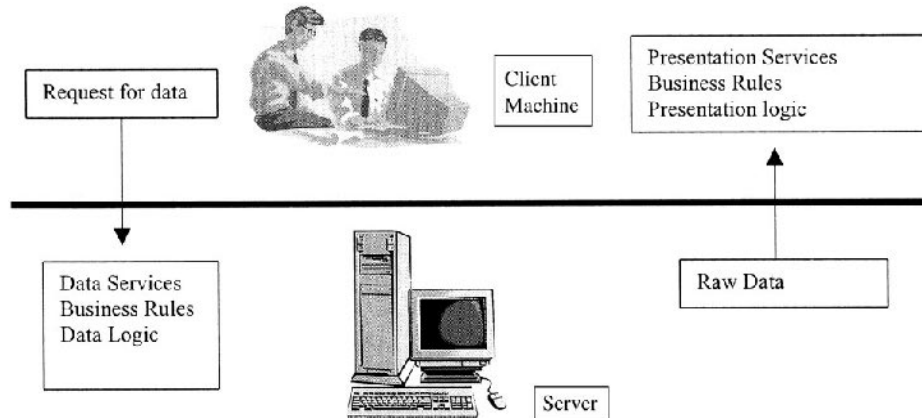 Request for data
Client
Machine
Presentation Services
Business Rules
Presentation logic
Data Services
Business Rules
Data Logic
Raw Data
Server